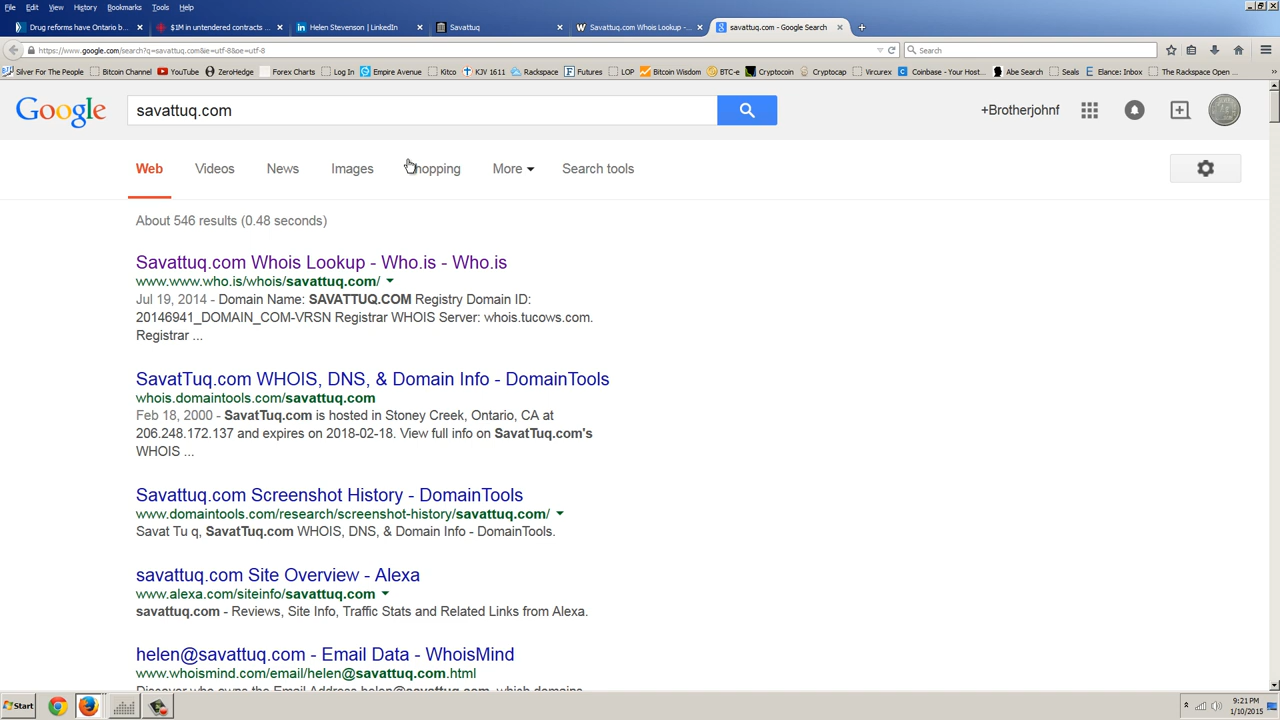 File Edit View History Bookmarks Tools Help
Drug reforms have Ontario b... × $1M in untendered contracts ... × Helen Stevenson | LinkedIn × Savattuq × Savattuq.com Whois Lookup - ... × savattuq.com - Google Search × +
https://www.google.com/search?q=savattuq.com&ie=utf-8&oe=utf-8 Search
Silver For The People Bitcoin Channel YouTube ZeroHedge Forex Charts Log In Empire Avenue Kitco KJV 1611 Rackspace Futures LOP Bitcoin Wisdom BTC-e Cryptocoin Cryptocap Vircurex Coinbase - Your Host... Abe Search Seals Elance: Inbox The Rackspace Open ...
Google savattuq.com +Brotherjohnf
Web Videos News Images Shopping More Search tools
About 546 results (0.48 seconds)
Savattuq.com Whois Lookup - Who.is - Who.is
www.www.who.is/whois/savattuq.com/
Jul 19, 2014 - Domain Name: SAVATTUQ.COM Registry Domain ID:
20146941_DOMAIN_COM-VRSN Registrar WHOIS Server: whois.tucows.com.
Registrar ...
SavatTuq.com WHOIS, DNS, & Domain Info - DomainTools
whois.domaintools.com/savattuq.com
Feb 18, 2000 - SavatTuq.com is hosted in Stoney Creek, Ontario, CA at
206.248.172.137 and expires on 2018-02-18. View full info on SavatTuq.com's
WHOIS ...
Savattuq.com Screenshot History - DomainTools
www.domaintools.com/research/screenshot-history/savattuq.com/
Savat Tu q, SavatTuq.com WHOIS, DNS, & Domain Info - DomainTools.
savattuq.com Site Overview - Alexa
www.alexa.com/siteinfo/savattuq.com
savattuq.com - Reviews, Site Info, Traffic Stats and Related Links from Alexa.
helen@savattuq.com - Email Data - WhoisMind
www.whoismind.com/email/helen@savattuq.com.html
Discover who owns the Email Address helen@savattuq.com, which domains
Start 9:21 PM
1/10/2015